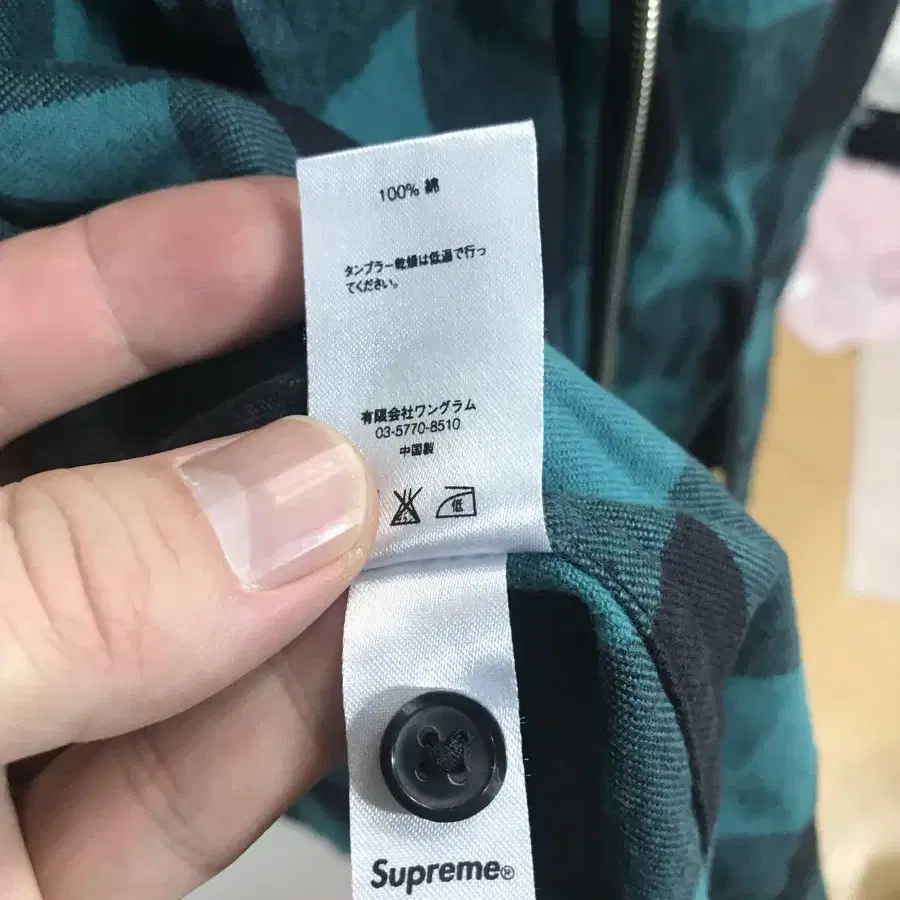 100% 綿
タンブラー乾燥は低温で行っ
てください。
有限会社ワングラム
03-5770-8510
中国製
低
Supreme®